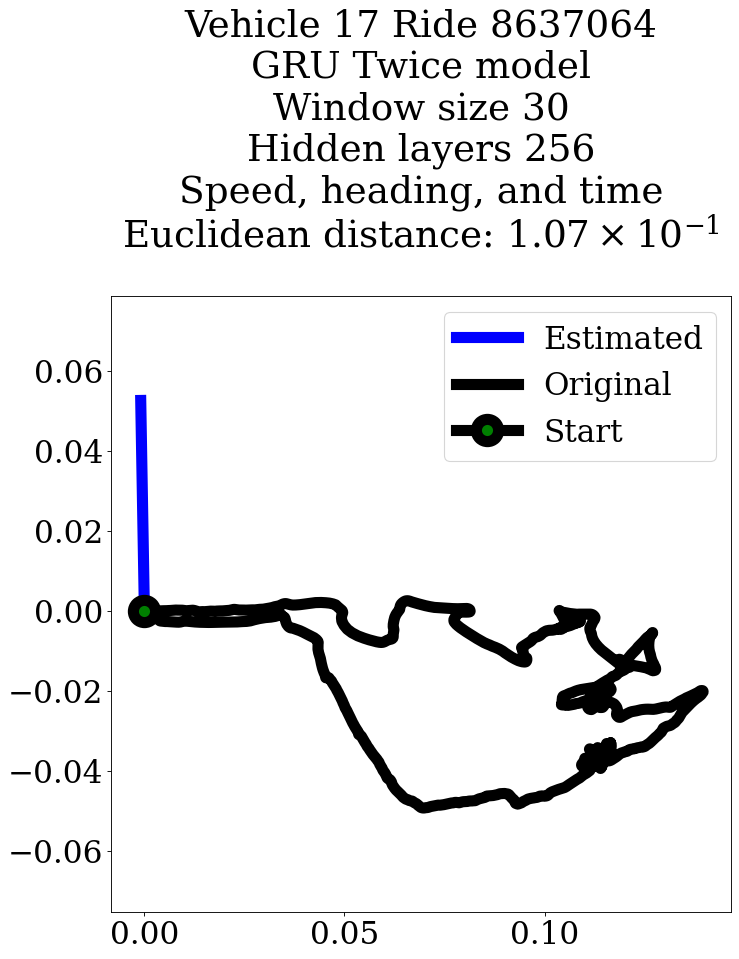 Vehicle 17 Ride 8637064
GRU Twice model
Window size 30
Hidden layers 256
Speed, heading, and time
Euclidean distance: 1.07 × 10⁻¹
Estimated
Original
Start
0.06
0.04
0.02
0.00
−0.02
−0.04
−0.06
0.00 0.05 0.10